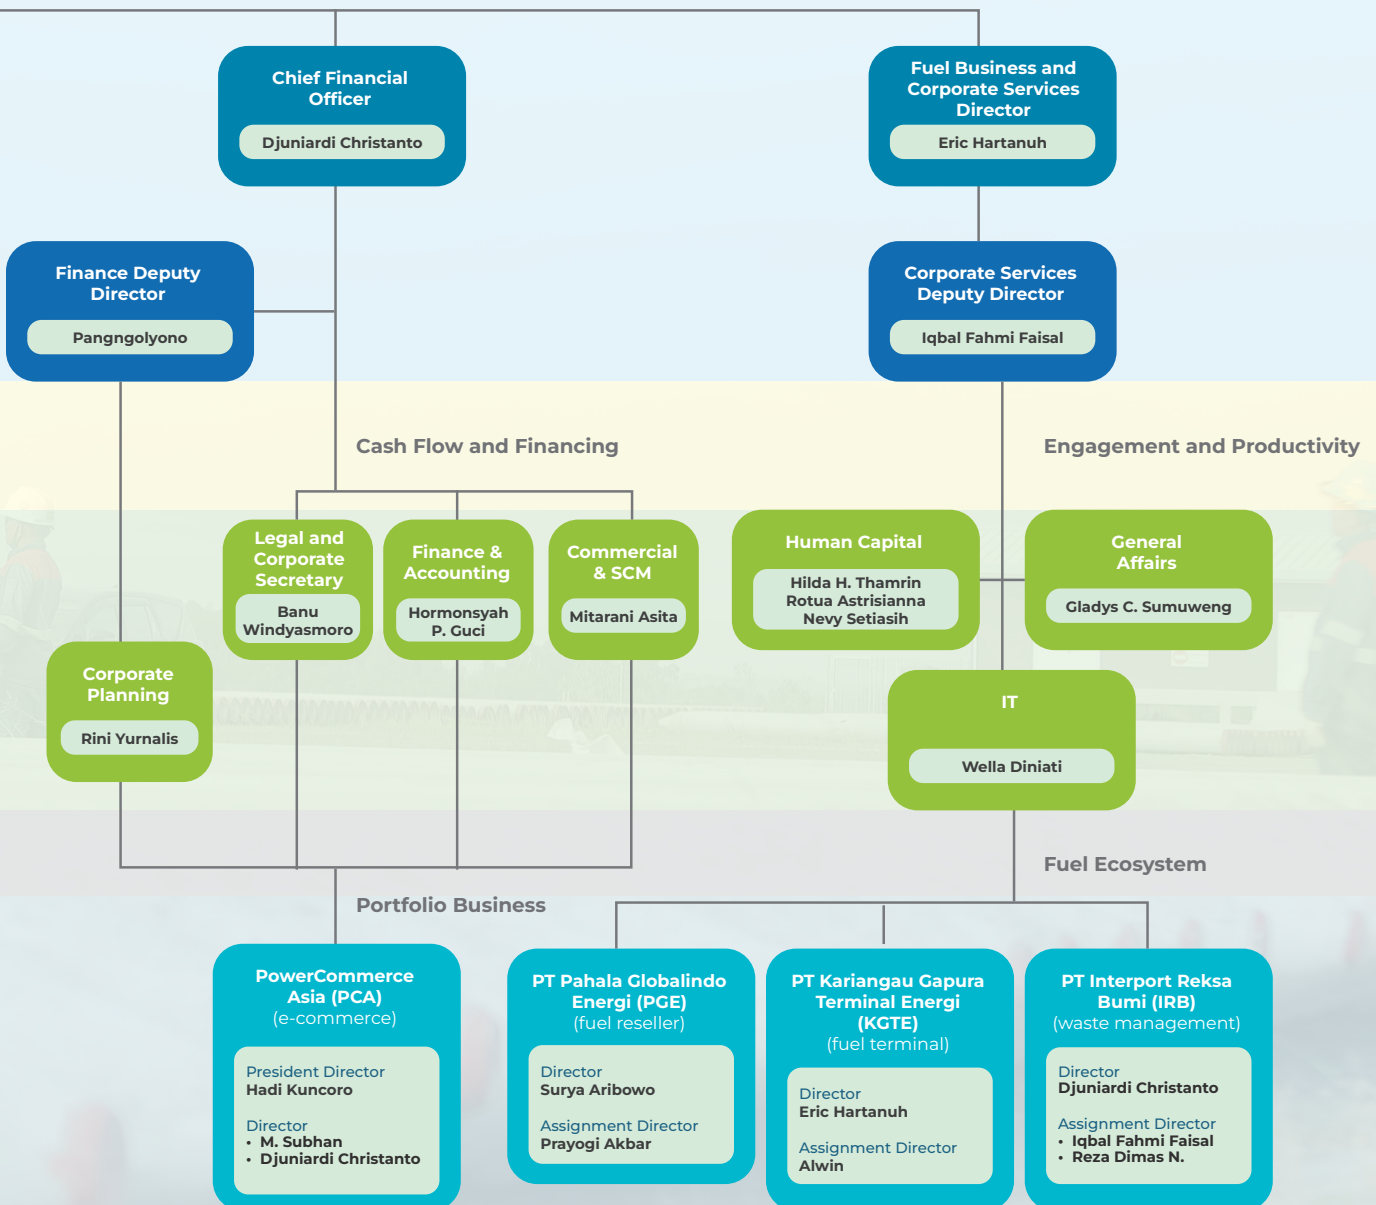 Chief Financial
Officer
Djuniardi Christanto
Fuel Business and
Corporate Services
Director
Eric Hartanuh
Finance Deputy
Director
Pangngolyono
Corporate Services
Deputy Director
Iqbal Fahmi Faisal
Cash Flow and Financing
Engagement and Productivity
Legal and
Corporate
Secretary
Banu
Windyasmoro
Finance &
Accounting
Hormonsyah
P. Guci
Commercial
& SCM
Mitarani Asita
Human Capital
Hilda H. Thamrin
Rotua Astrisianna
Nevy Setiasih
General
Affairs
Gladys C. Sumuweng
Corporate
Planning
Rini Yurnalis
IT
Wella Diniati
Fuel Ecosystem
Portfolio Business
PowerCommerce
Asia (PCA)
(e-commerce)
President Director
Hadi Kuncoro
Director
• M. Subhan
• Djuniardi Christanto
PT Pahala Globalindo
Energi (PGE)
(fuel reseller)
Director
Surya Aribowo
Assignment Director
Prayogi Akbar
PT Kariangau Gapura
Terminal Energi
(KGTE)
(fuel terminal)
Director
Eric Hartanuh
Assignment Director
Alwin
PT Interport Reksa
Bumi (IRB)
(waste management)
Director
Djuniardi Christanto
Assignment Director
• Iqbal Fahmi Faisal
• Reza Dimas N.